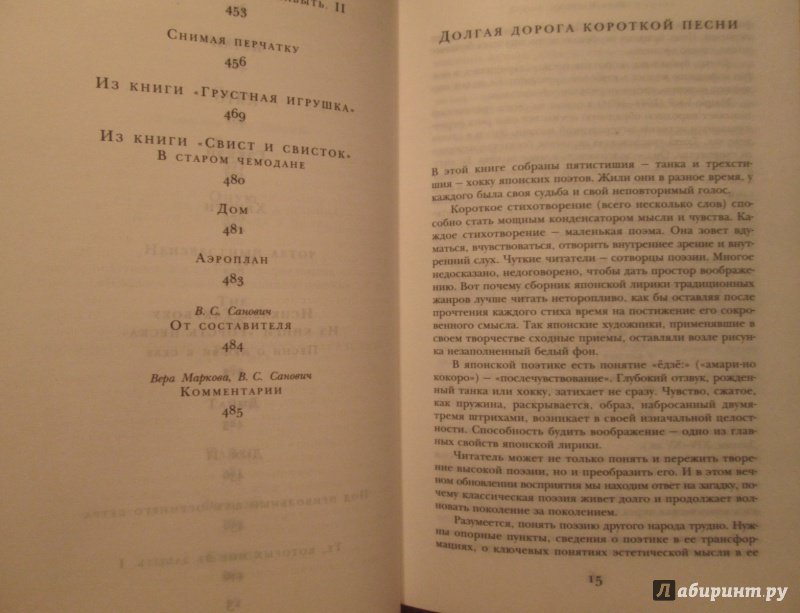 II
453
Снимая перчатку
456
Из книги «Грустная игрушка»
469
Из книги «Свист и свисток»
В старом чемодане
480
Дом
481
Аэроплан
483
В. С. Санович
От составителя
484
Вера Маркова, В. С. Санович
Комментарии
485
Долгая дорога короткой песни
В этой книге собраны пятистишия – танка и трехсти-
шия – хокку японских поэтов. Жили они в разное время, у
каждого была своя судьба и свой неповторимый голос.
Короткое стихотворение (всего несколько слов) спо-
собно стать мощным конденсатором мысли и чувства. Ка-
ждое стихотворение – маленькая поэма. Она зовет вду-
маться, вчувствоваться, отворить внутреннее зрение и внут-
ренний слух. Чуткие читатели – сотворцы поэзии. Многое
недосказано, недоговорено, чтобы дать простор воображе-
нию. Вот почему сборник японской лирики традиционных
жанров лучше читать неторопливо, как бы оставляя после
прочтения каждого стиха время на постижение его сокро-
венного смысла. Так японские художники, применявшие в
своем творчестве сходные приемы, оставляли возле рисун-
ка незаполненный белый фон.
В японской поэтике есть понятие «ёдзё:» («амари-но
кокоро») – «послечувствование». Глубокий отзвук, рожден-
ный танка или хокку, затихает не сразу. Чувство, сжатое,
как пружина, раскрывается, образ, набросанный двумя-
тремя штрихами, возникает в своей изначальной целост-
ности. Способность будить воображение – одно из глав-
ных свойств японской лирики.
Читатель может не только понять и пережить творе-
ние высокой поэзии, но и преобразить его. И в этом веч-
ном обновлении восприятия мы находим ответ на загадку, по-
чему классическая поэзия живет долго и продолжает вол-
новать поколение за поколением.
Разумеется, понять поэзию другого народа трудно. Нуж-
ны опорные пункты, сведения о поэтике в ее трансфор-
мациях, о ключевых понятиях эстетической мысли в ее
15
Лабиринт.ру